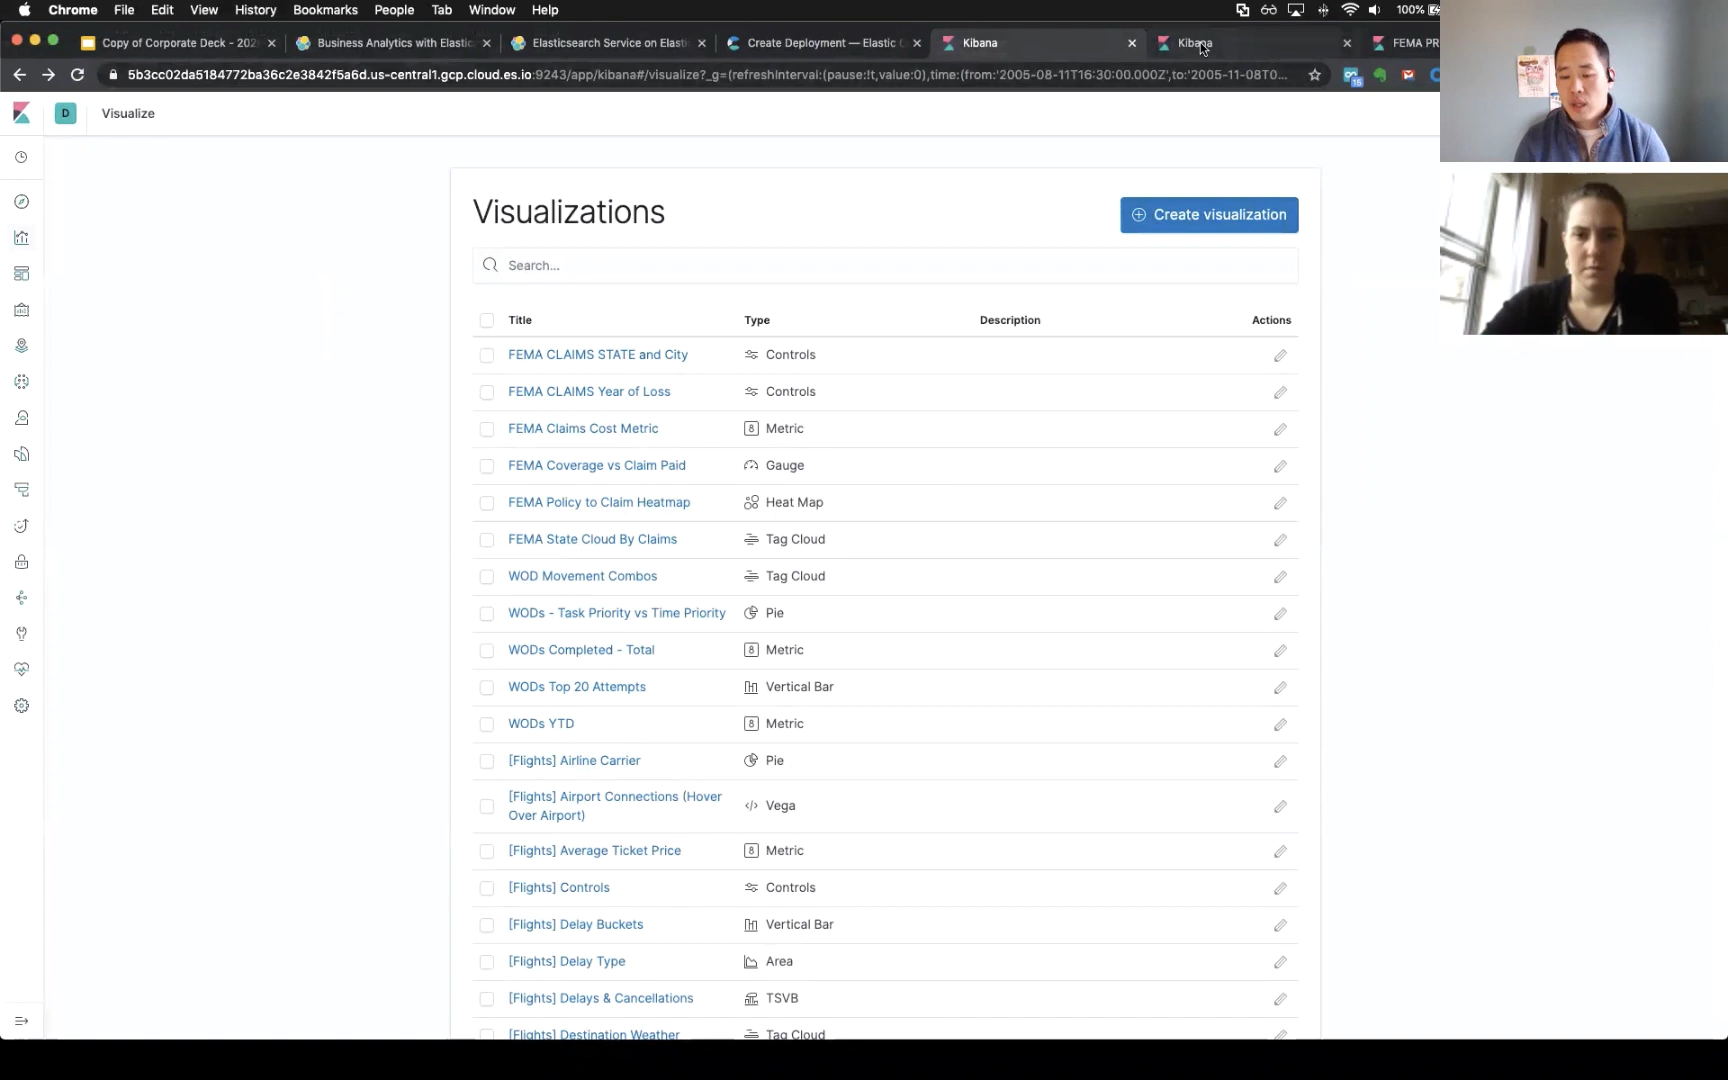 Chrome File Edit View History Bookmarks People Tab Window Help 100%
Copy of Corporate Deck - 202 Business Analytics with Elastic Elasticsearch Service on Elasti Create Deployment — Elastic C Kibana Kibana FEMA PR
5b3cc02da5184772ba36c2e3842f5a6d.us-central1.gcp.cloud.es.io:9243/app/kibana#/visualize?_g=(refreshInterval:(pause:!t,value:0),time:(from:'2005-08-11T16:30:00.000Z',to:'2005-11-08T0... 15
D Visualize
Visualizations
Create visualization
Search...
Title Type Description Actions
FEMA CLAIMS STATE and City Controls
FEMA CLAIMS Year of Loss Controls
FEMA Claims Cost Metric 8 Metric
FEMA Coverage vs Claim Paid Gauge
FEMA Policy to Claim Heatmap Heat Map
FEMA State Cloud By Claims Tag Cloud
WOD Movement Combos Tag Cloud
WODs - Task Priority vs Time Priority Pie
WODs Completed - Total 8 Metric
WODs Top 20 Attempts Vertical Bar
WODs YTD 8 Metric
[Flights] Airline Carrier Pie
[Flights] Airport Connections (Hover
Over Airport) </> Vega
[Flights] Average Ticket Price 8 Metric
[Flights] Controls Controls
[Flights] Delay Buckets Vertical Bar
[Flights] Delay Type Area
[Flights] Delays & Cancellations TSVB
[Flights] Destination Weather Tag Cloud